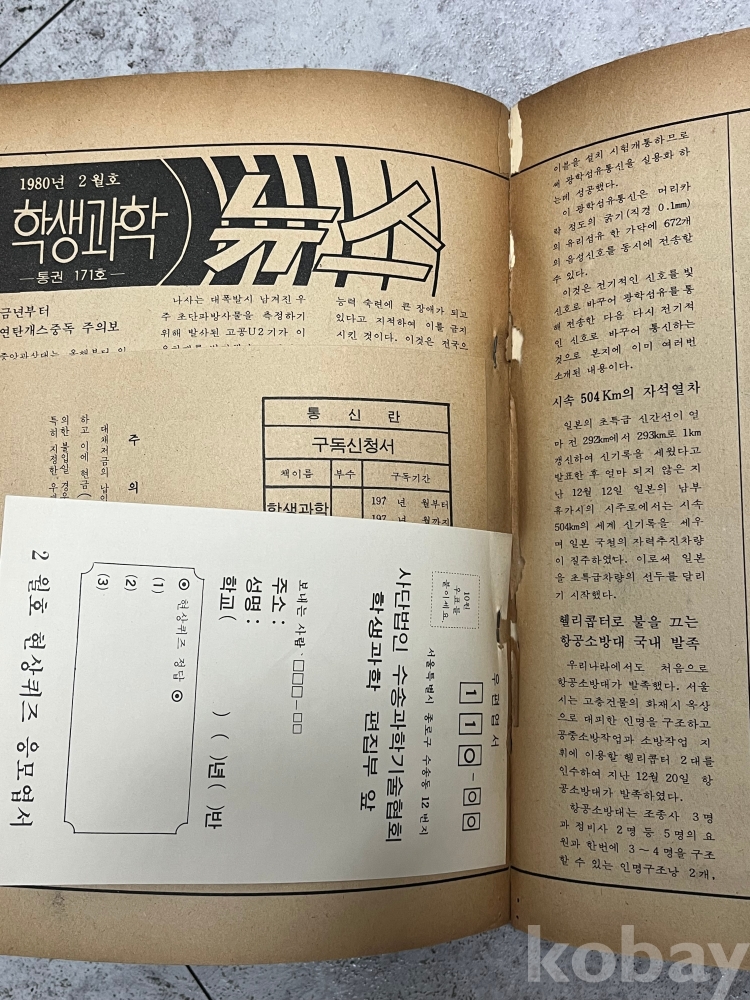 1980년 2월호
학생과학
—통권 171호—
뉴스
금년부터
연탄개스중독 주의보
나사는 대폭발시 남겨진 우
주 초단파방사물을 측정하기
위해 발사된 고공U2기가 이
능력 숙련에 큰 장애가 되고
있다고 지적하여 이를 금지
시킨 것이다. 이것은 전국으
주의
하고 이에 현금(
통신란
구독신청서
책이름 부수 구독기간
학생과학
197 년 월부터
197 년 월까지
우편엽서
110-00
10원
우표를
붙이세요.
서울특별시 종로구 수송동 12번지
사단법인 수송과학기술협회
학생과학 편집부 앞
보내는 사람 □□□-□□
주소:
성명:
학교( ) ( )년( )반
◉ 현상퀴즈 정답 ◉
(1)
(2)
(3)
2월호 현상퀴즈 응모엽서
이블을 설치 시험개통하므로
써 광학섬유통신을 실용화 하
는데 성공했다.
이 광학섬유통신은 머리카
락 정도의 굵기(직경 0.1mm)
의 유리섬유 한 가닥에 672개
의 음성신호를 동시에 전송할
수 있다.
이것은 전기적인 신호를 빛
신호로 바꾸어 광학섬유를 통
해 전송한 다음 다시 전기적
인 신호로 바꾸어 통신하는
것으로 본지에 이미 여러번
소개된 내용이다.
시속 504Km의 자석열차
일본의 초특급 신간선이 얼
마 전 292km에서 293km로 1km
갱신하여 신기록을 세웠다고
발표한 후 얼마 되지 않은 지
난 12월 12일 일본의 남부
휴가시의 시주로에서는 시속
504km의 세계 신기록을 세우
며 일본 국철의 자력추진차량
이 질주하였다. 이로써 일본
은 초특급차량의 선두를 달리
기 시작했다.
헬리콥터로 불을 끄는
항공소방대 국내 발족
우리나라에서도 처음으로
항공소방대가 발족했다. 서울
시는 고층건물의 화재시 옥상
으로 대피한 인명을 구조하고
공중소방작업과 소방작업 지
휘에 이용할 헬리콥터 2대를
인수하여 지난 12월 20일 항
공소방대가 발족하였다.
항공소방대는 조종사 3명
과 정비사 2명 등 5명의 요
원과 한번에 3~4명을 구조
할 수 있는 인명구조낭 2개,
kobay